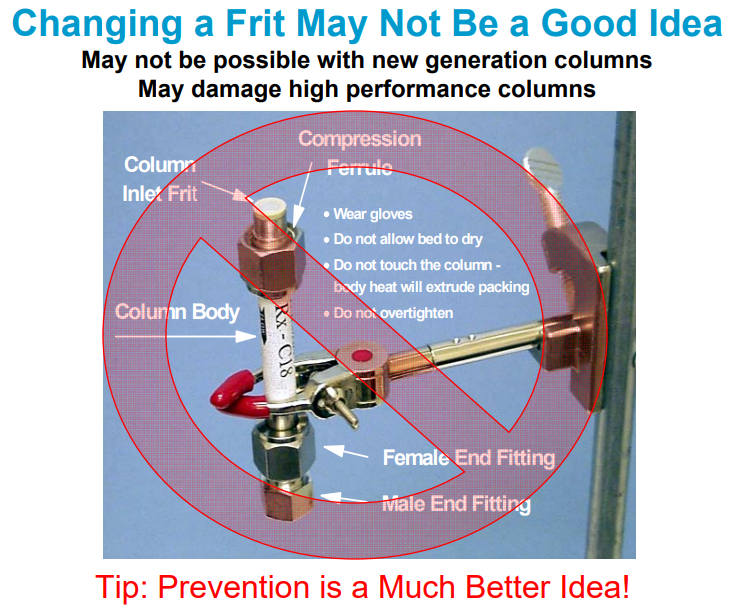 Changing a Frit May Not Be a Good Idea
May not be possible with new generation columns
May damage high performance columns
Compression
Ferrule
Column
Inlet Frit
• Wear gloves
• Do not allow bed to dry
• Do not touch the column -
body heat will extrude packing
• Do not overtighten
Column Body
Rx - C18
Female End Fitting
Male End Fitting
Tip: Prevention is a Much Better Idea!